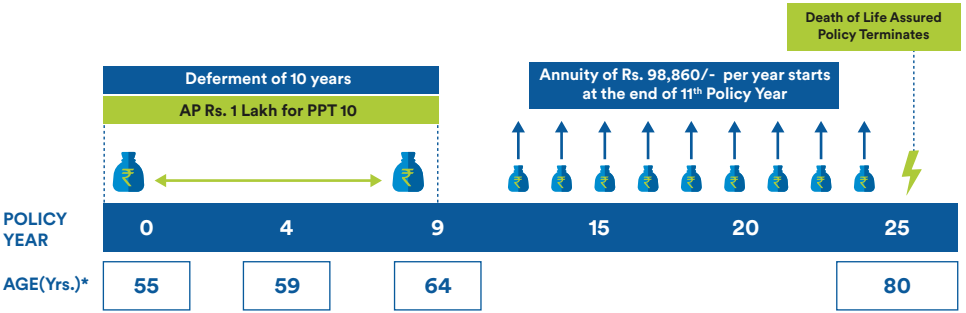 Death of Life Assured
Policy Terminates
Deferment of 10 years
AP Rs. 1 Lakh for PPT 10
Annuity of Rs. 98,860/- per year starts
at the end of 11th Policy Year
₹ ₹ ₹ ₹ ₹ ₹ ₹ ₹ ₹ ₹ ₹
POLICY
YEAR
0 4 9 15 20 25
AGE(Yrs.)* 55 59 64 80